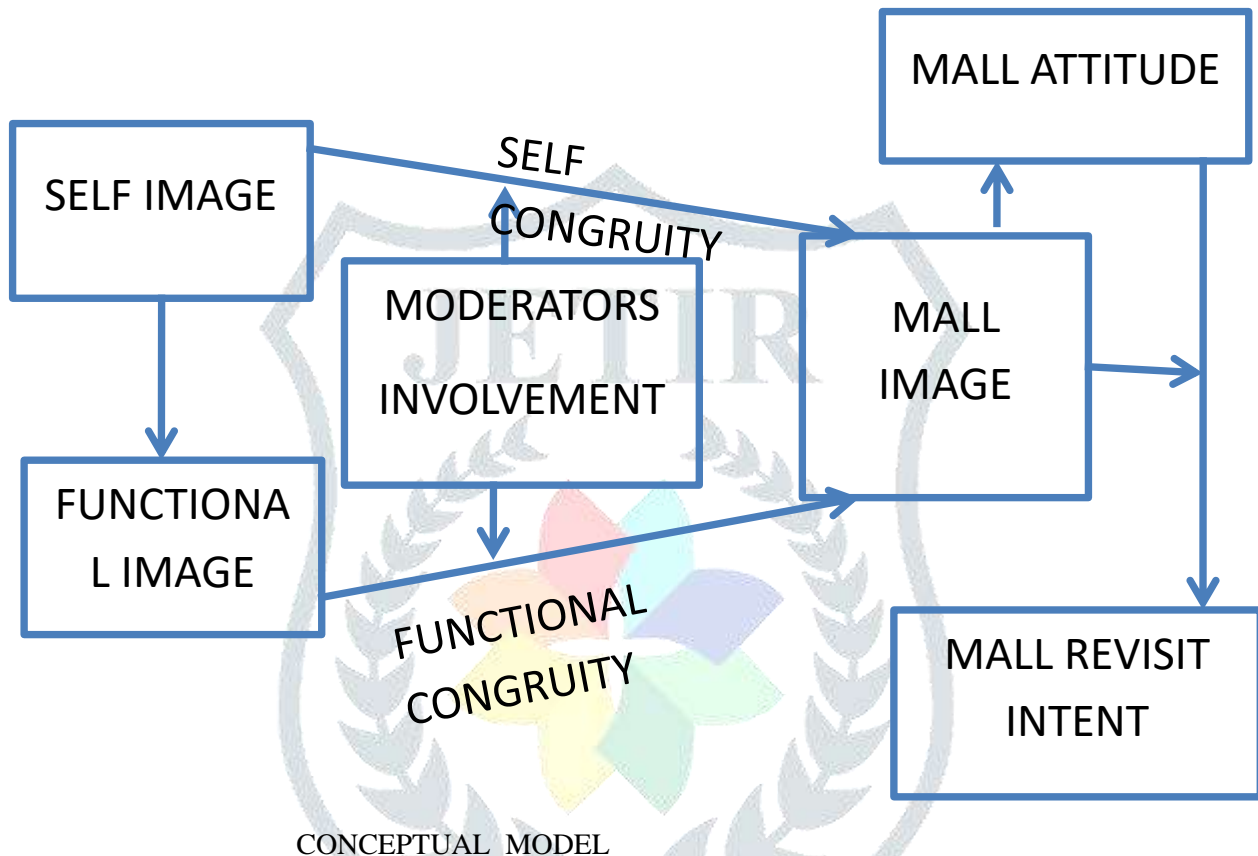 MALL ATTITUDE
SELF IMAGE
SELF
CONGRUITY
MODERATORS
INVOLVEMENT
MALL
IMAGE
FUNCTIONA
L IMAGE
FUNCTIONAL
CONGRUITY
MALL REVISIT
INTENT
JETIR
CONCEPTUAL MODEL